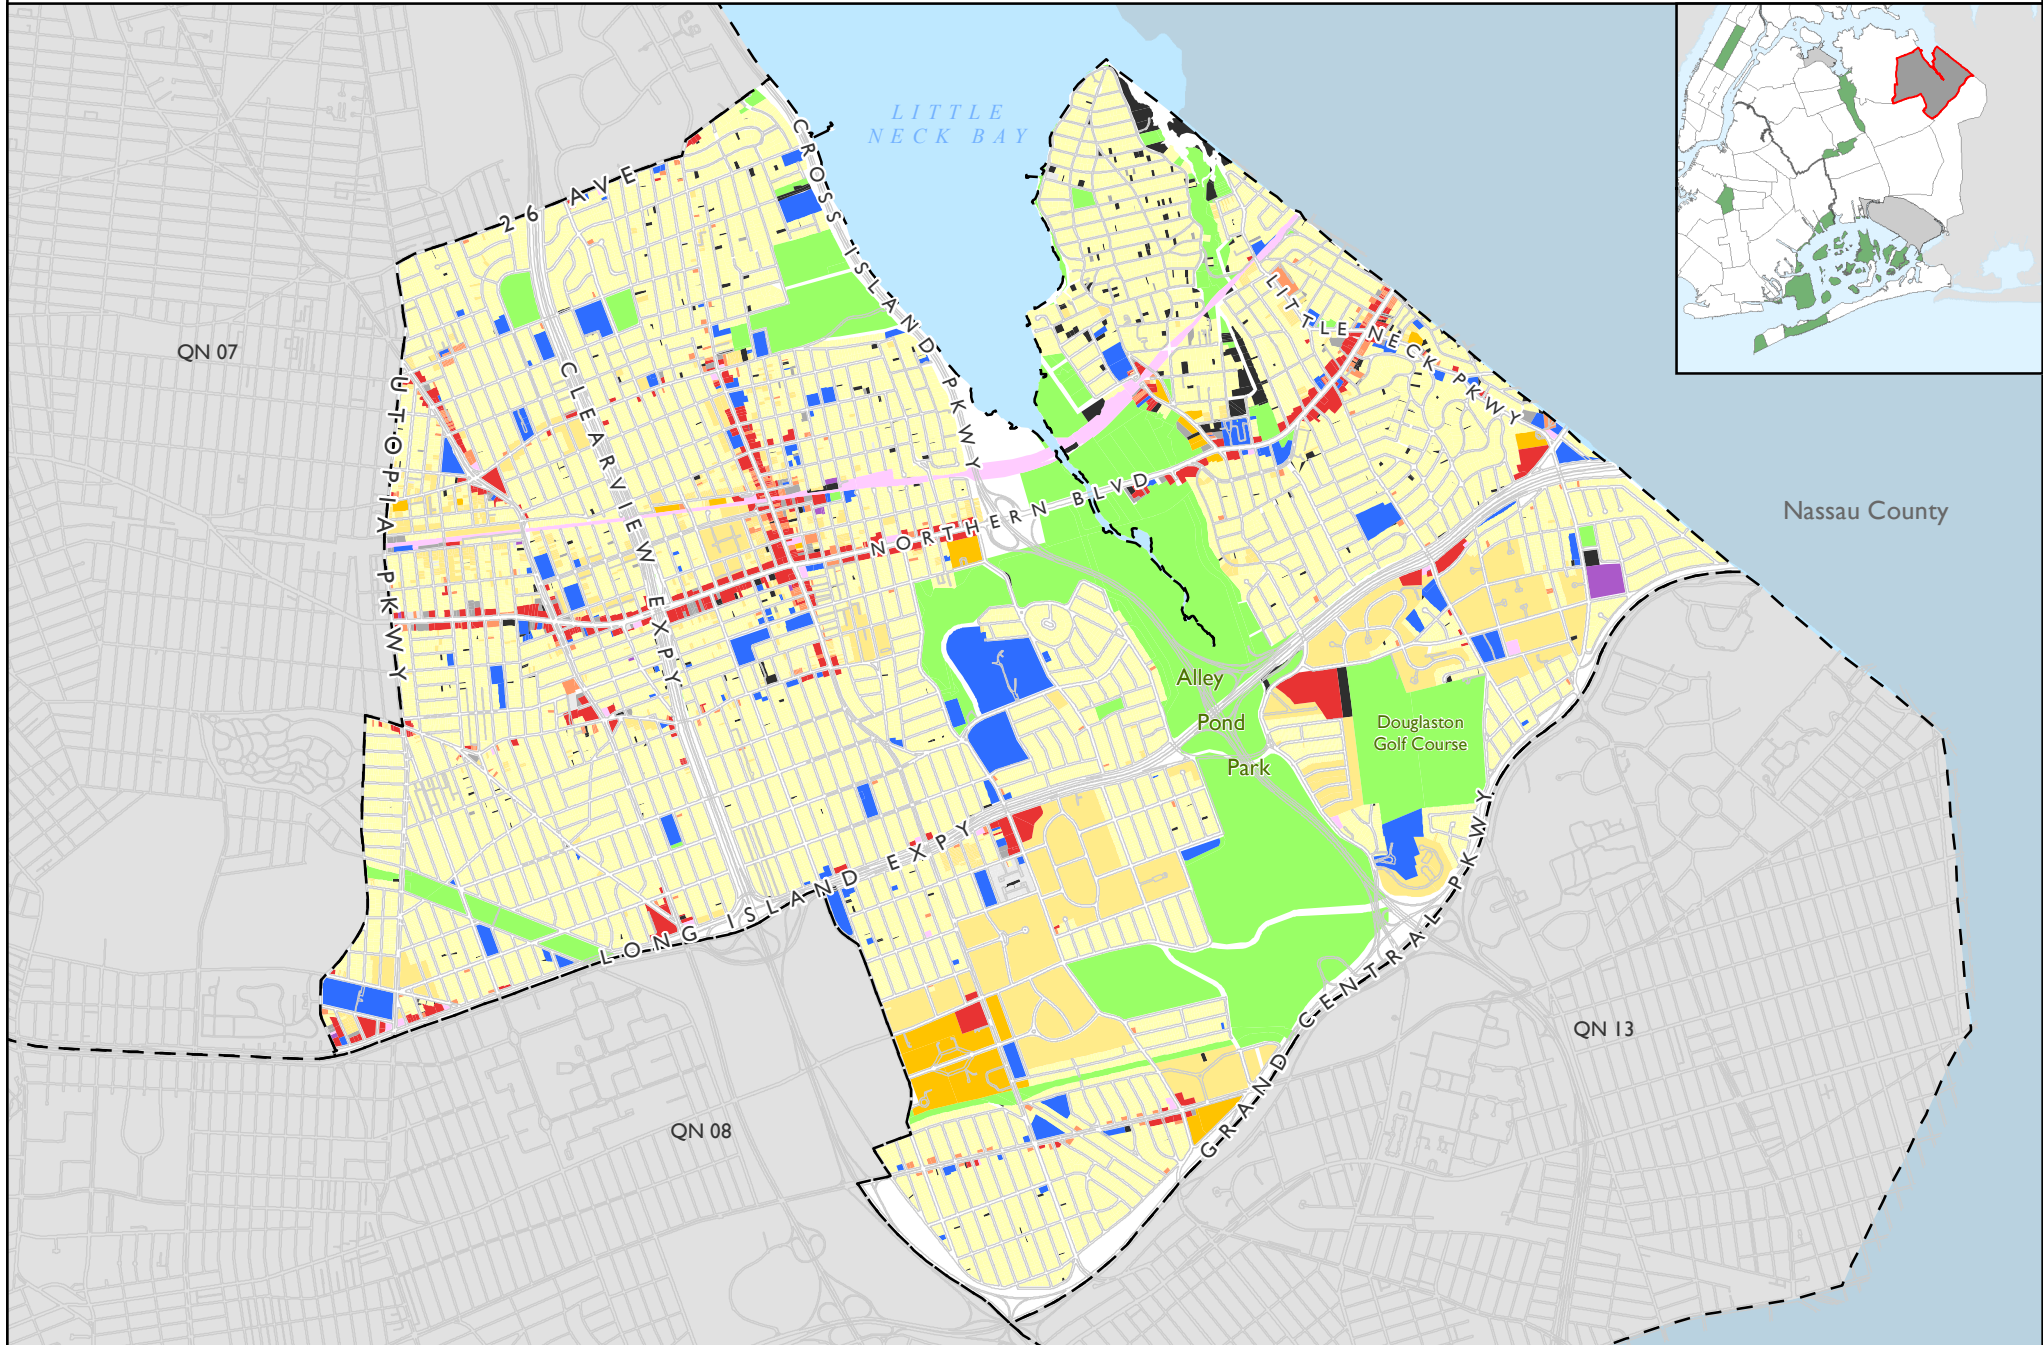 LITTLE
NECK BAY
CROSS ISLAND PKWY
26 AVE
QN 07
UTOPIA PKWY
CLEARVIEW EXPY
LITTLE NECK PKWY
NORTHERN BLVD
Nassau County
Alley
Pond
Park
Douglaston
Golf Course
LONG ISLAND EXPY
GRAND CENTRAL PKWY
QN 13
QN 08